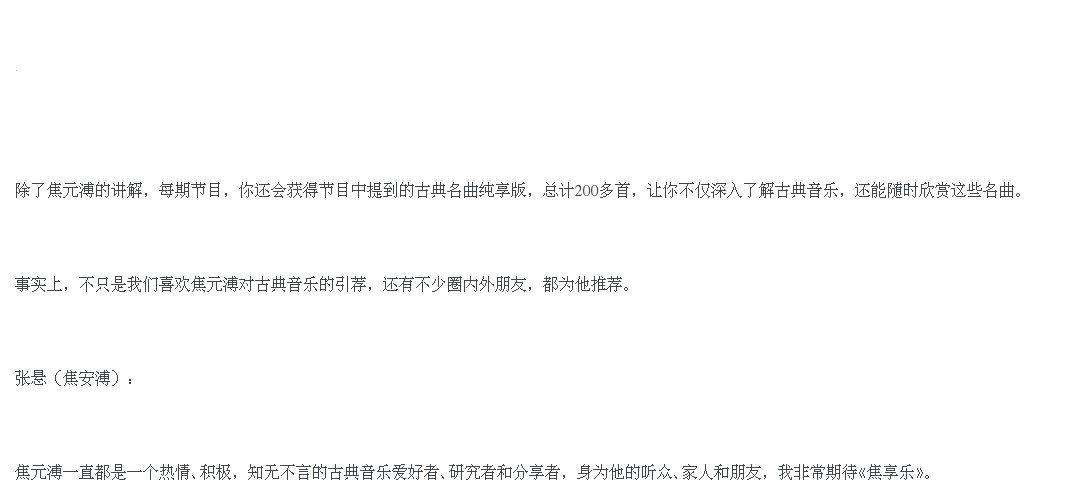 除了焦元溥的讲解，每期节目，你还会获得节目中提到的古典名曲纯享版，总计200多首，让你不仅深入了解古典音乐，还能随时欣赏这些名曲。
事实上，不只是我们喜欢焦元溥对古典音乐的引荐，还有不少圈内外朋友，都为他推荐。
张悬（焦安溥）：
焦元溥一直都是一个热情、积极，知无不言的古典音乐爱好者、研究者和分享者，身为他的听众、家人和朋友，我非常期待《焦享乐》。